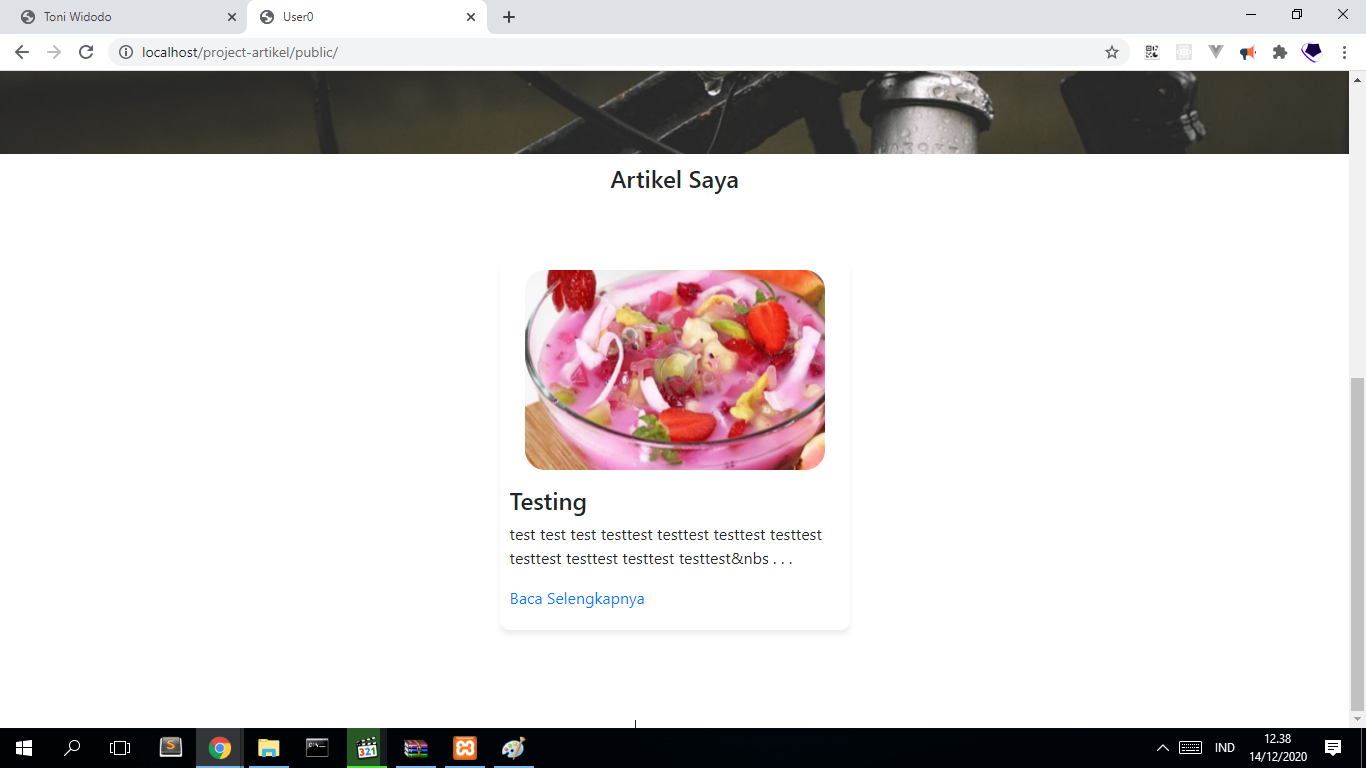 Toni Widodo
User0
localhost/project-artikel/public/
Artikel Saya
Testing
test test test testtest testtest testtest testtest
testtest testtest testtest testtest&nbs . . .
Baca Selengkapnya
321
IND
12.38
14/12/2020